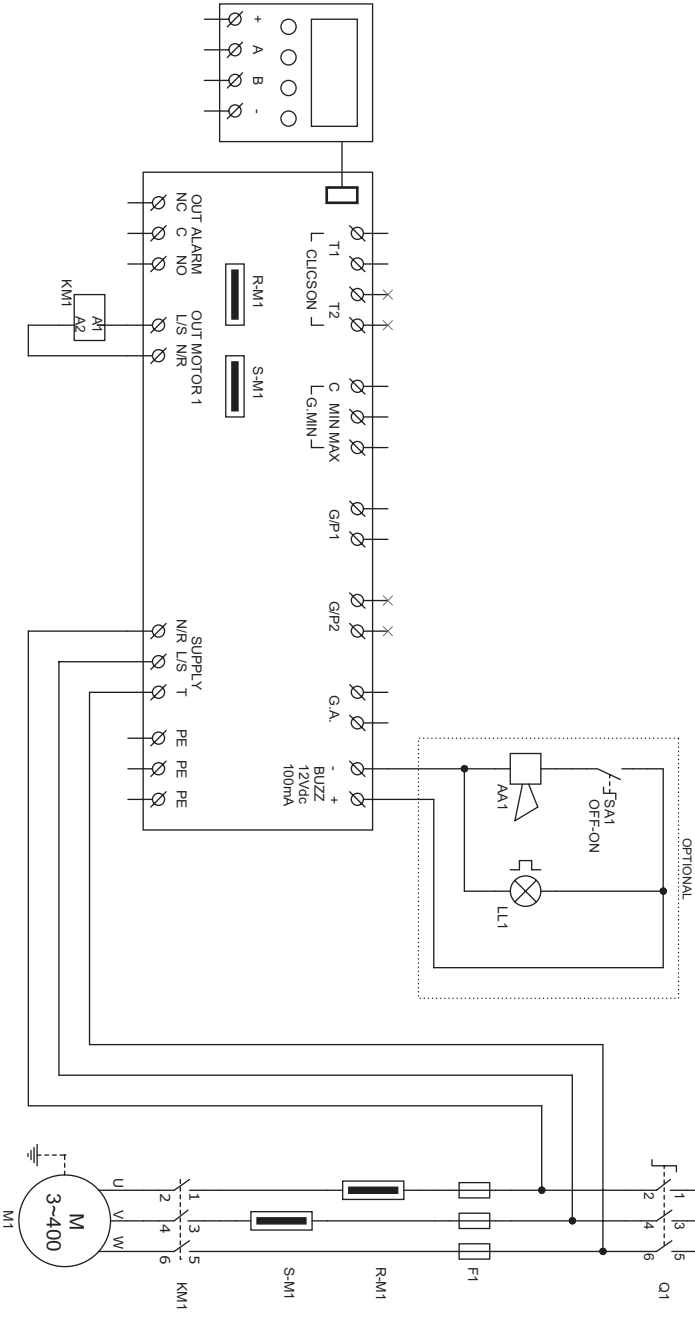 +
A
B
-
NC
C
NO
OUT ALARM
L/S
N/R
OUT MOTOR 1
KM1
A1
A2
R-M1
S-M1
T1
T2
CLICSON
C
MIN
MAX
G.MIN
G/P1
G/P2
G.A.
-
+
BUZZ
12Vdc
100mA
N/R
L/S
T
SUPPLY
PE
PE
PE
OPTIONAL
SA1
OFF-ON
AA1
LL1
1
3
5
2
4
6
Q1
F1
R-M1
S-M1
1
3
5
2
4
6
KM1
U
V
W
M
3~400
M1